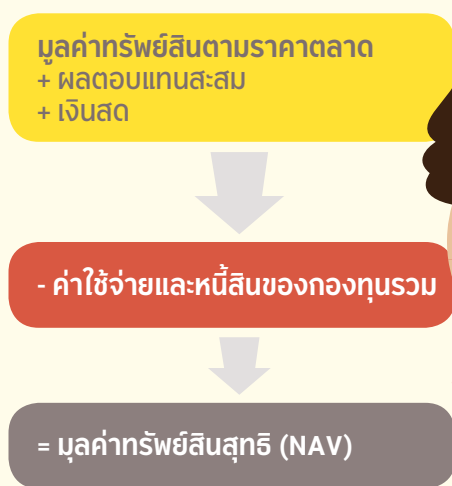 มูลค่าทรัพย์สินตามราคาตลาด
+ ผลตอบแทนสะสม
+ เงินสด
- ค่าใช้จ่ายและหนี้สินของกองทุนรวม
= มุลค่าทรัพย์สินสุทธิ (NAV)